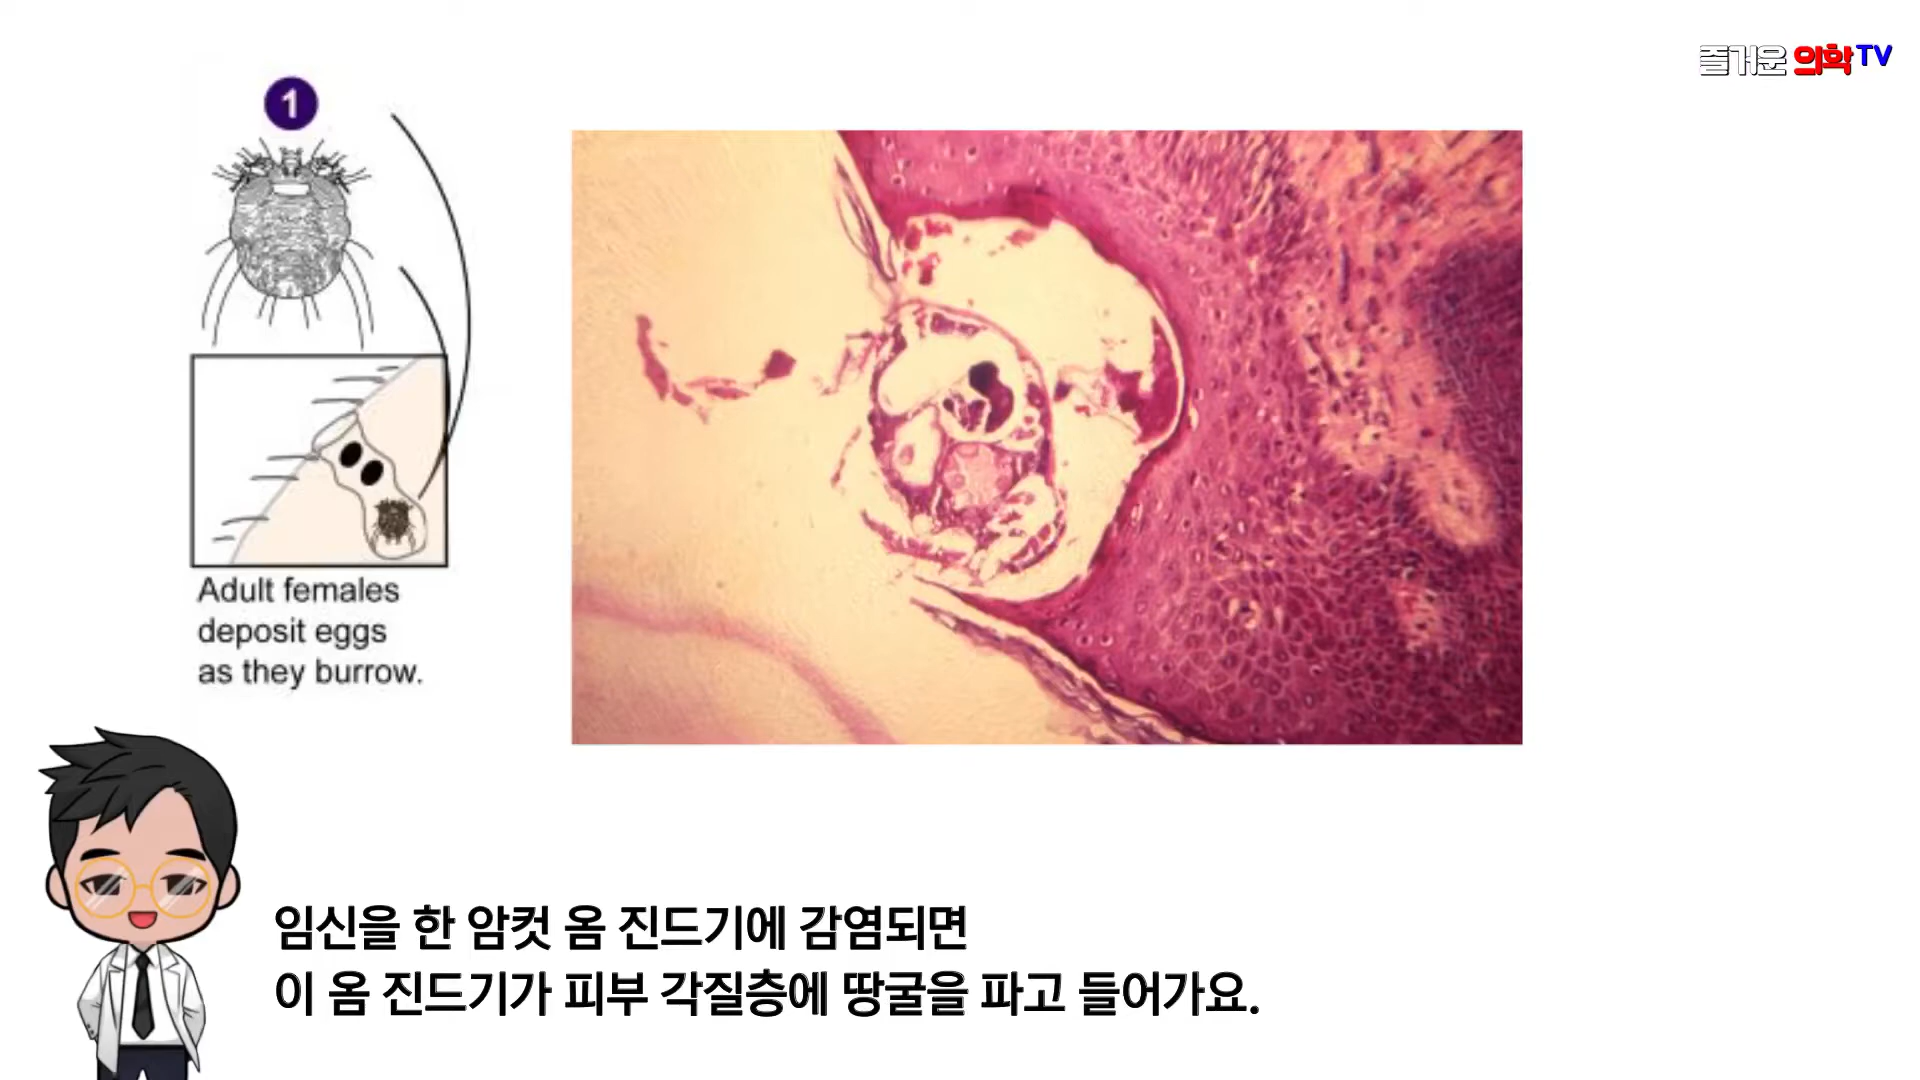 즐거운 의학TV
1
Adult females
deposit eggs
as they burrow.
임신을 한 암컷 옴 진드기에 감염되면
이 옴 진드기가 피부 각질층에 땅굴을 파고 들어가요.